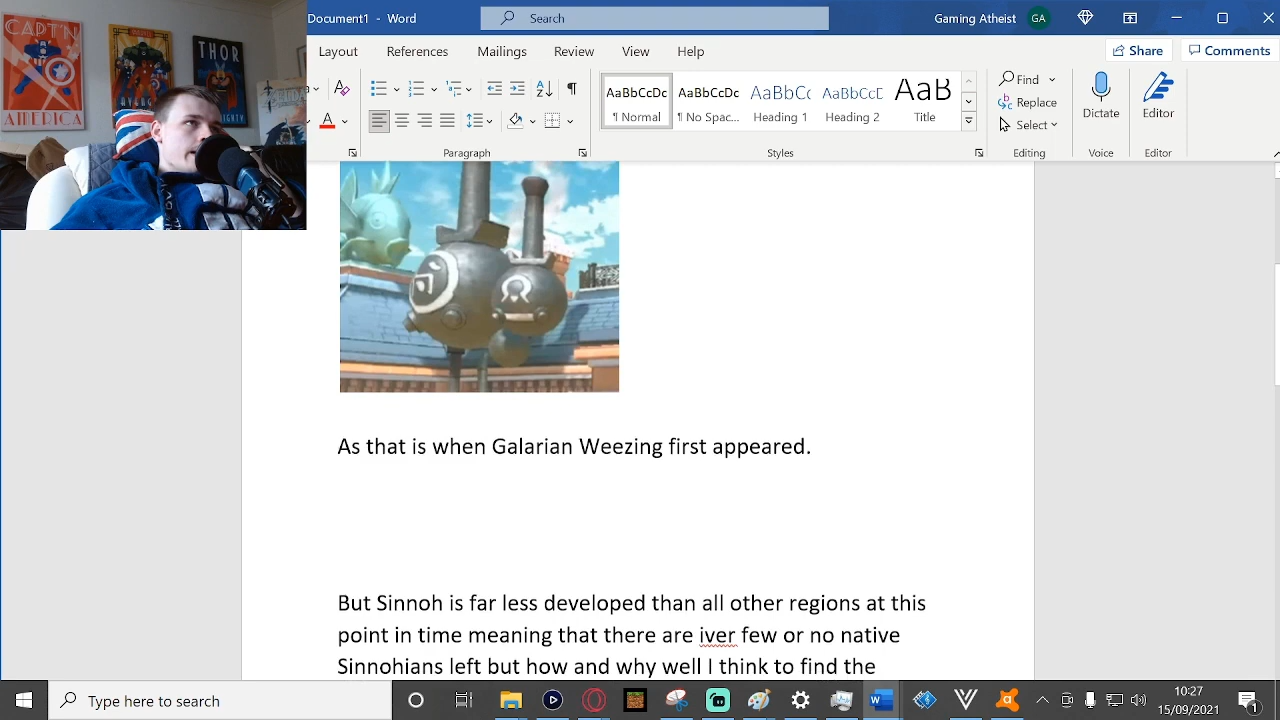 CAPT'N
AMERICA
MARVEL
THOR
Document1 - Word
Search
Gaming Atheist GA
Layout References Mailings Review View Help
Share Comments
AaBbCcDc AaBbCcDc AaBbCc AaBbCcC AaB
¶ Normal ¶ No Spac... Heading 1 Heading 2 Title
Find
Replace
Select
Dictate
Editor
Paragraph Styles Editing Voice Editor
As that is when Galarian Weezing first appeared.
But Sinnoh is far less developed than all other regions at this
point in time meaning that there are iver few or no native
Sinnohians left but how and why well I think to find the
Type here to search
10:27
15/09/2021